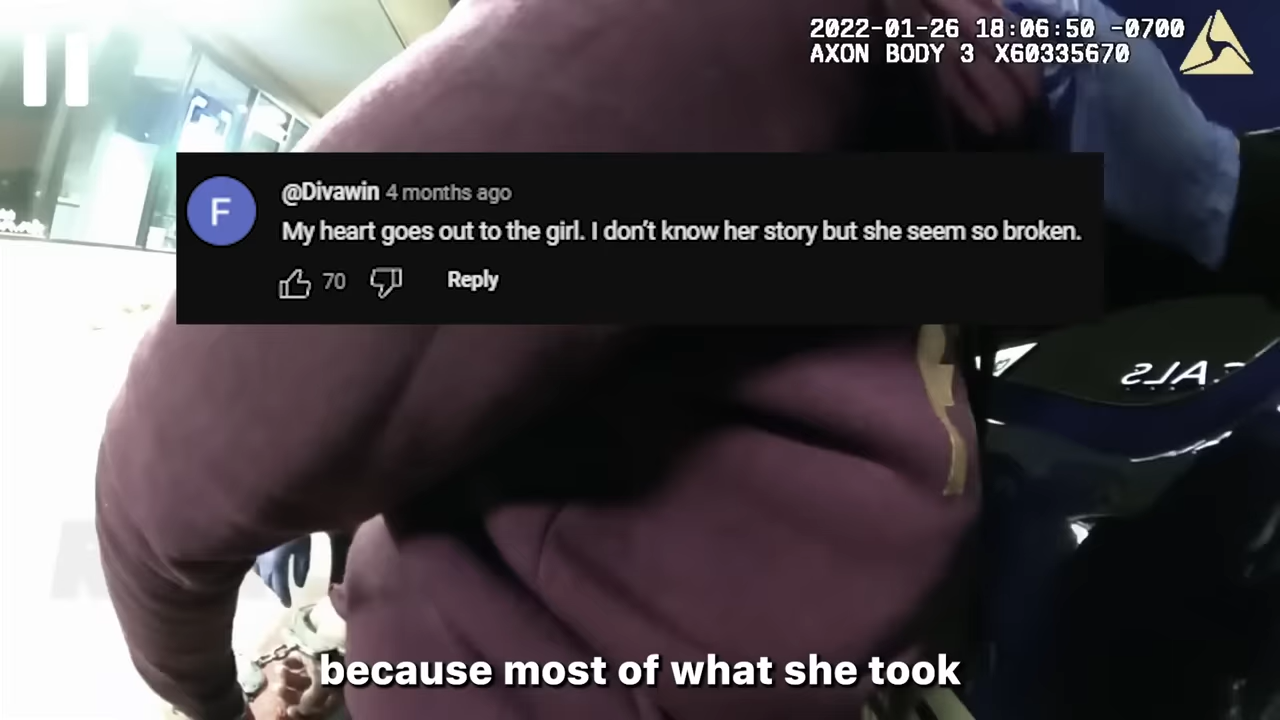 2022-01-26 18:06:50 -0700
AXON BODY 3 X60335670
F
@Divawin 4 months ago
My heart goes out to the girl. I don't know her story but she seem so broken.
70
Reply
because most of what she took